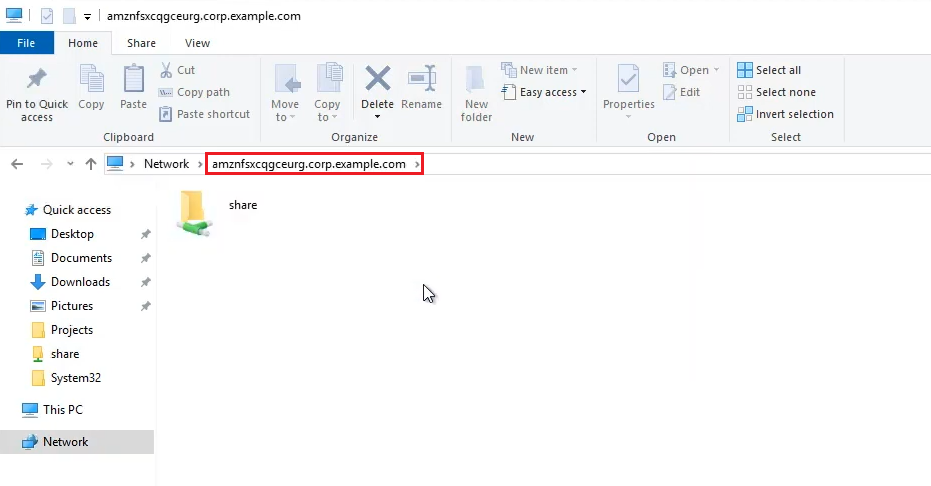 amznfsxcqgceurg.corp.example.com
File Home Share View
Pin to Quick access
Copy
Paste
Cut
Copy path
Paste shortcut
Clipboard
Move to
Copy to
Delete
Rename
Organize
New folder
New item
Easy access
New
Properties
Open
Edit
Open
Select all
Select none
Invert selection
Select
Network amznfsxcqgceurg.corp.example.com
Quick access
Desktop
Documents
Downloads
Pictures
Projects
share
System32
This PC
Network
share